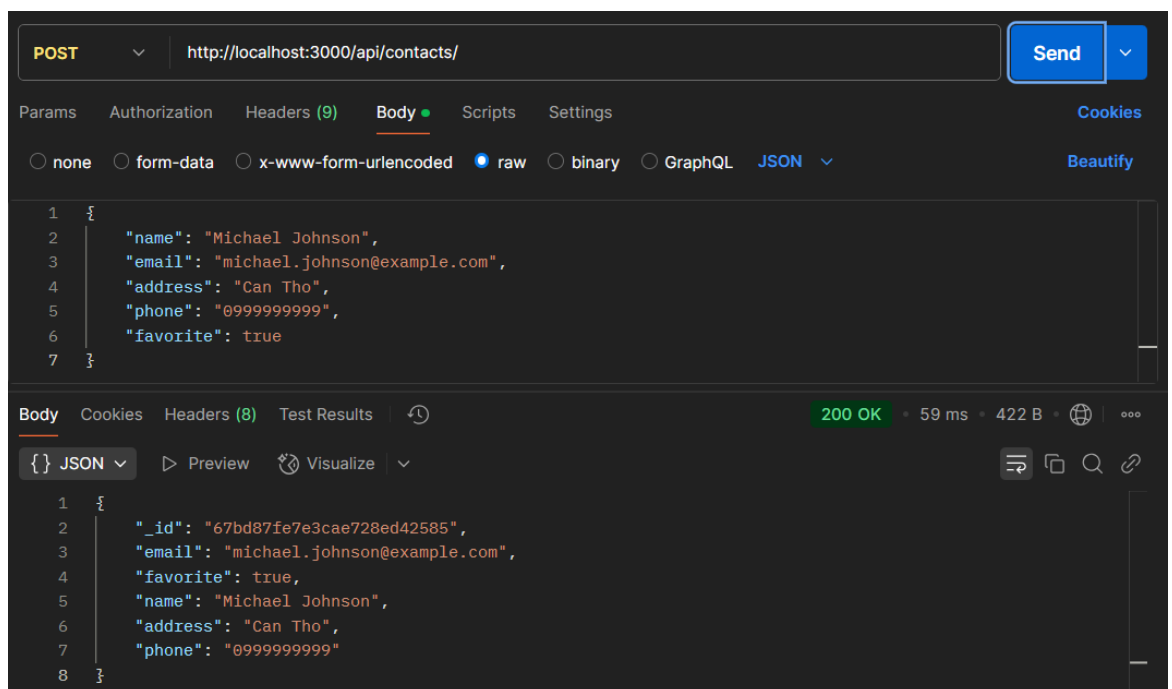 POST http://localhost:3000/api/contacts/ Send
Params Authorization Headers (9) Body Scripts Settings Cookies
none form-data x-www-form-urlencoded raw binary GraphQL JSON Beautify
1 {
2 "name": "Michael Johnson",
3 "email": "michael.johnson@example.com",
4 "address": "Can Tho",
5 "phone": "0999999999",
6 "favorite": true
7 }
Body Cookies Headers (8) Test Results 200 OK • 59 ms • 422 B •
{} JSON Preview Visualize
1 {
2 "_id": "67bd87fe7e3cae728ed42585",
3 "email": "michael.johnson@example.com",
4 "favorite": true,
5 "name": "Michael Johnson",
6 "address": "Can Tho",
7 "phone": "0999999999"
8 }